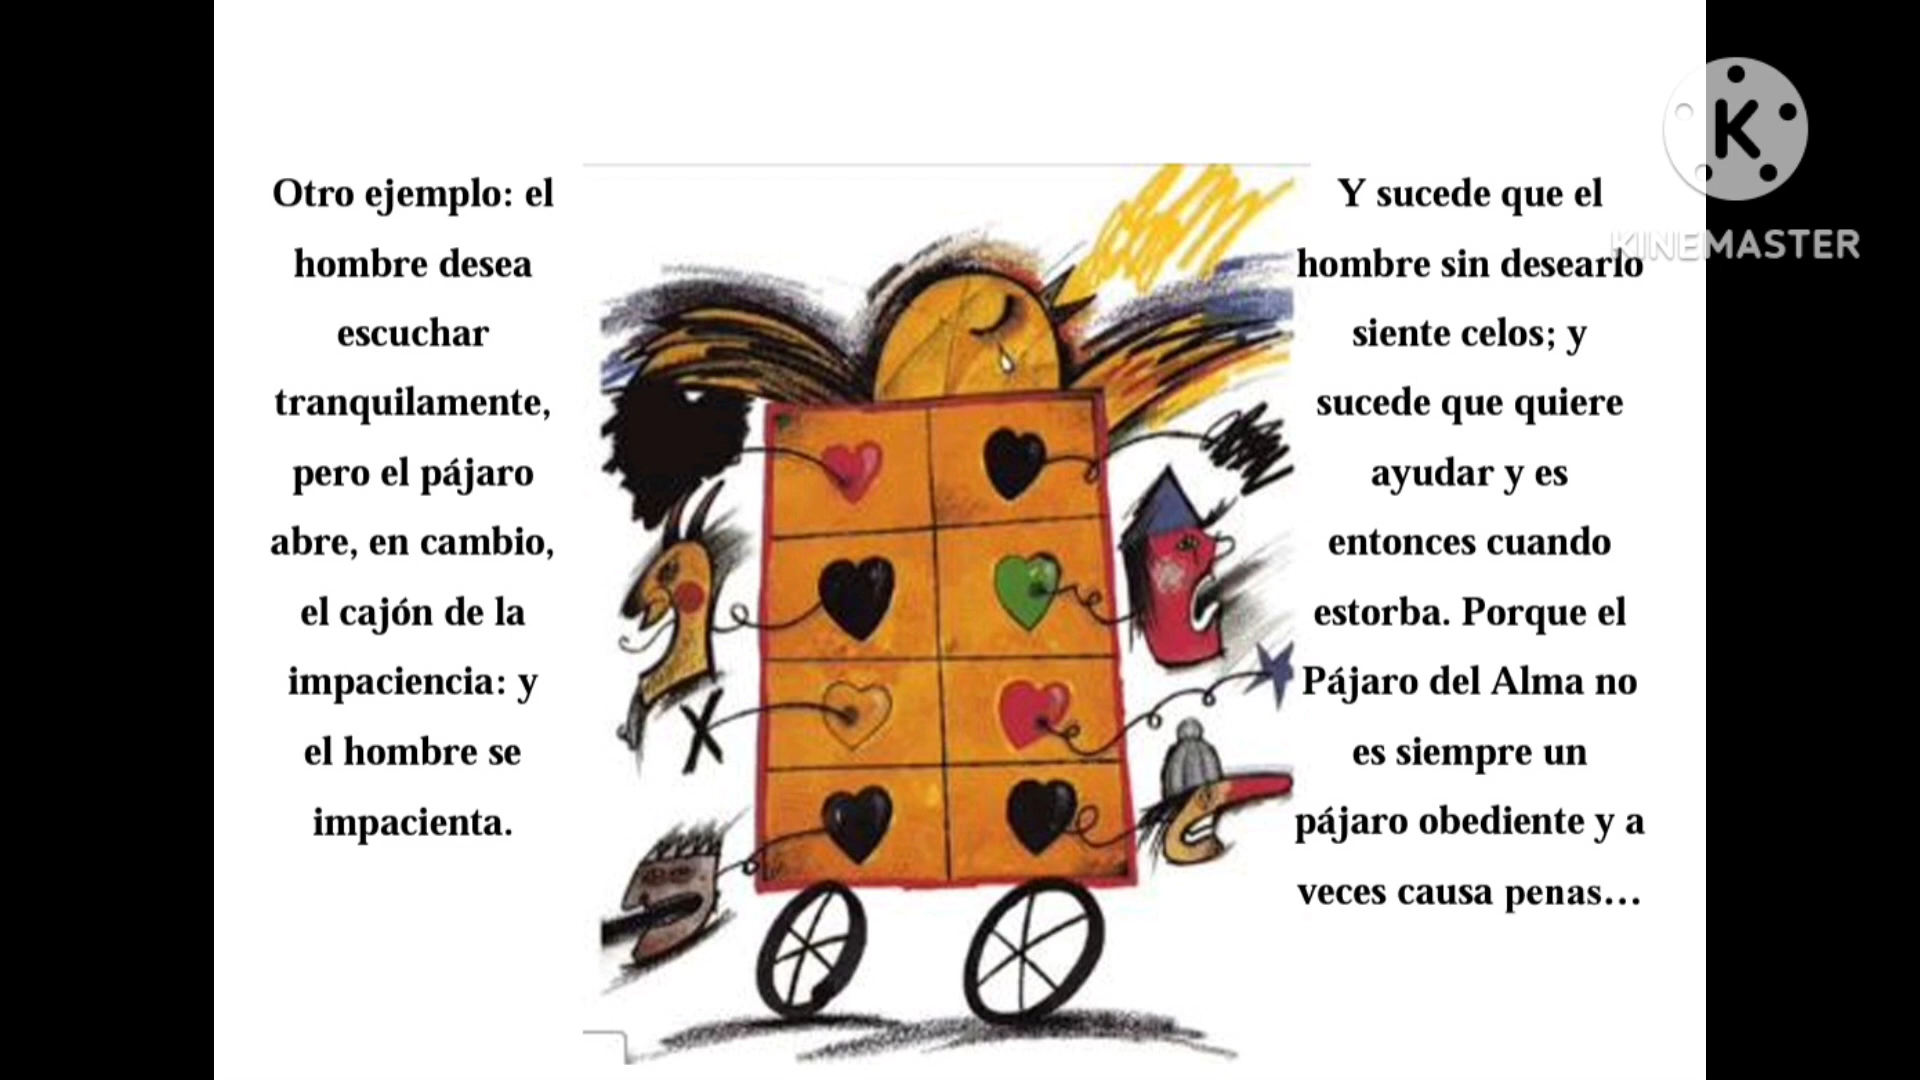 Otro ejemplo: el
hombre desea
escuchar
tranquilamente,
pero el pájaro
abre, en cambio,
el cajón de la
impaciencia: y
el hombre se
impacienta.
Y sucede que el
hombre sin desearlo
siente celos; y
sucede que quiere
ayudar y es
entonces cuando
estorba. Porque el
Pájaro del Alma no
es siempre un
pájaro obediente y a
veces causa penas...
K
KINEMASTER